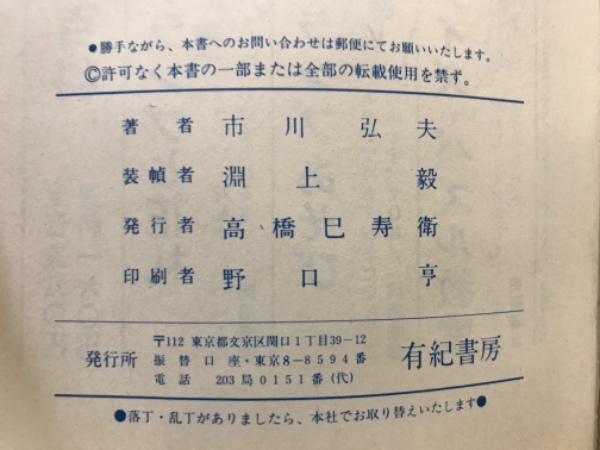 ●勝手ながら、本書へのお問い合わせは郵便にてお願いいたします。
©許可なく本書の一部または全部の転載使用を禁ず。
著者 市川弘夫
装幀者 淵上毅
発行者 高橋巳寿衛
印刷者 野口亨
〒112 東京都文京区関口1丁目39-12
発行所 振替口座・東京8-8594番 有紀書房
電話 203局0151番(代)
●落丁・乱丁がありましたら、本社でお取り替えいたします●